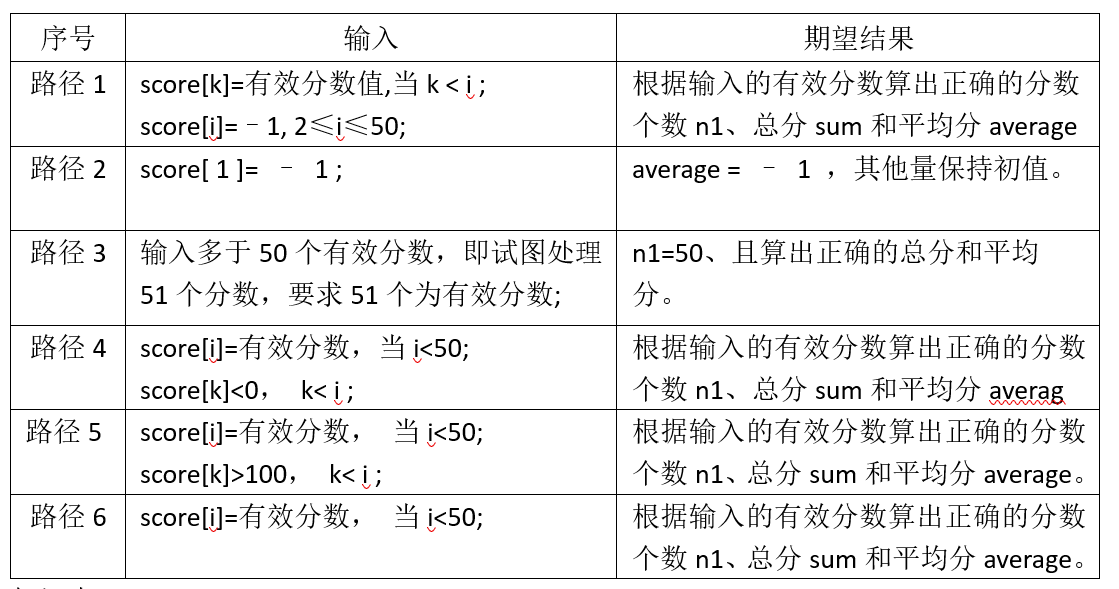 序号 输入 期望结果
路径 1 score[k]=有效分数值,当 k < i ; 根据输入的有效分数算出正确的分数
score[i]=－1, 2≤i≤50; 个数 n1、总分 sum 和平均分 average
路径 2 score[ 1 ]= － 1 ; average = － 1 ，其他量保持初值。
路径 3 输入多于 50 个有效分数，即试图处理 n1=50、且算出正确的总分和平均
51 个分数，要求 51 个为有效分数; 分。
路径 4 score[i]=有效分数，当 i<50; 根据输入的有效分数算出正确的分数
score[k]<0， k< i ; 个数 n1、总分 sum 和平均分 averag
路径 5 score[i]=有效分数， 当 i<50; 根据输入的有效分数算出正确的分数
score[k]>100， k< i ; 个数 n1、总分 sum 和平均分 average。
路径 6 score[i]=有效分数， 当 i<50; 根据输入的有效分数算出正确的分数
个数 n1、总分 sum 和平均分 average。